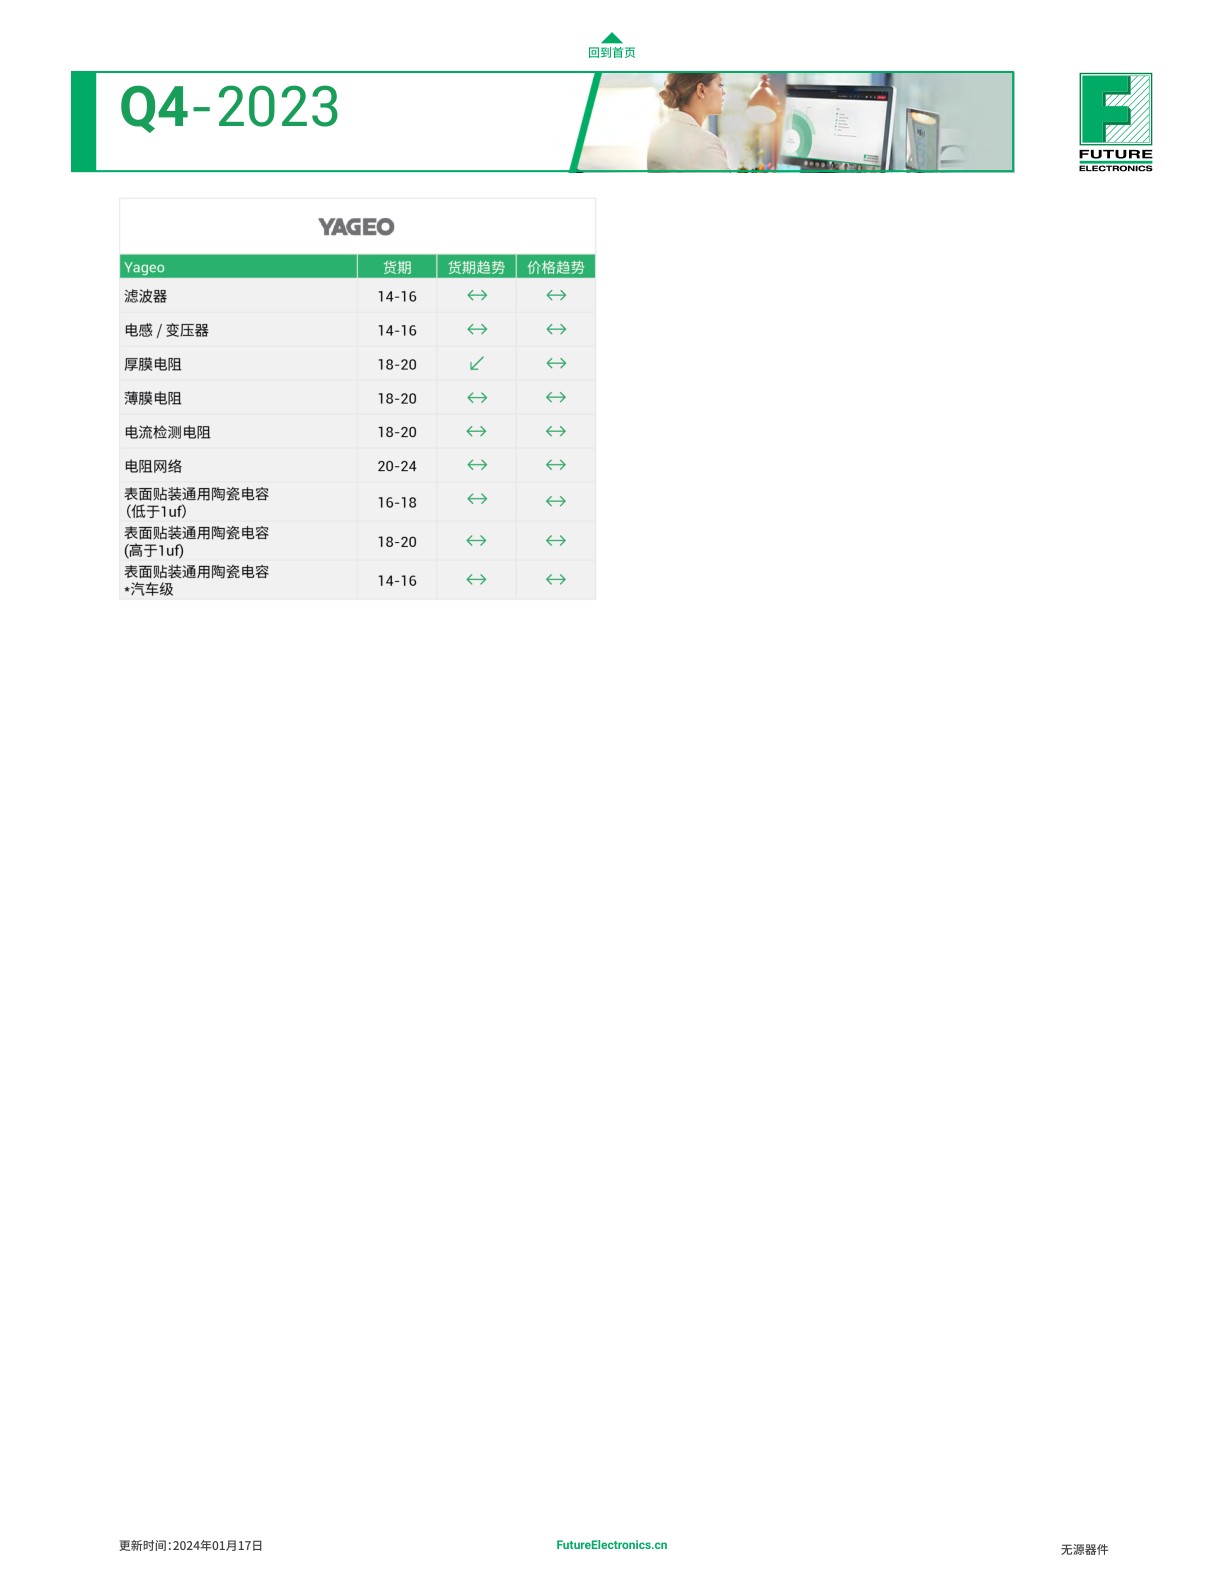 回到首页
Q4-2023
FUTURE
ELECTRONICS
YAGEO
Yageo 货期 货期趋势 价格趋势
滤波器 14-16 ↔ ↔
电感 / 变压器 14-16 ↔ ↔
厚膜电阻 18-20 ↙ ↔
薄膜电阻 18-20 ↔ ↔
电流检测电阻 18-20 ↔ ↔
电阻网络 20-24 ↔ ↔
表面贴装通用陶瓷电容
（低于1uf） 16-18 ↔ ↔
表面贴装通用陶瓷电容
(高于1uf) 18-20 ↔ ↔
表面贴装通用陶瓷电容
*汽车级 14-16 ↔ ↔
更新时间：2024年01月17日
FutureElectronics.cn
无源器件